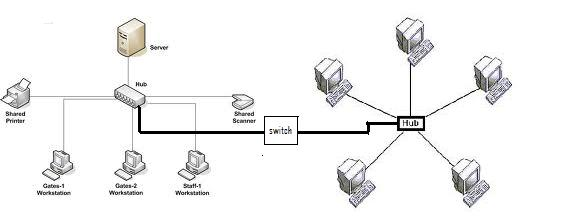 Server
Hub
Shared
Printer
Shared
Scanner
switch
Hub
Gates-1
Workstation
Gates-2
Workstation
Staff-1
Workstation